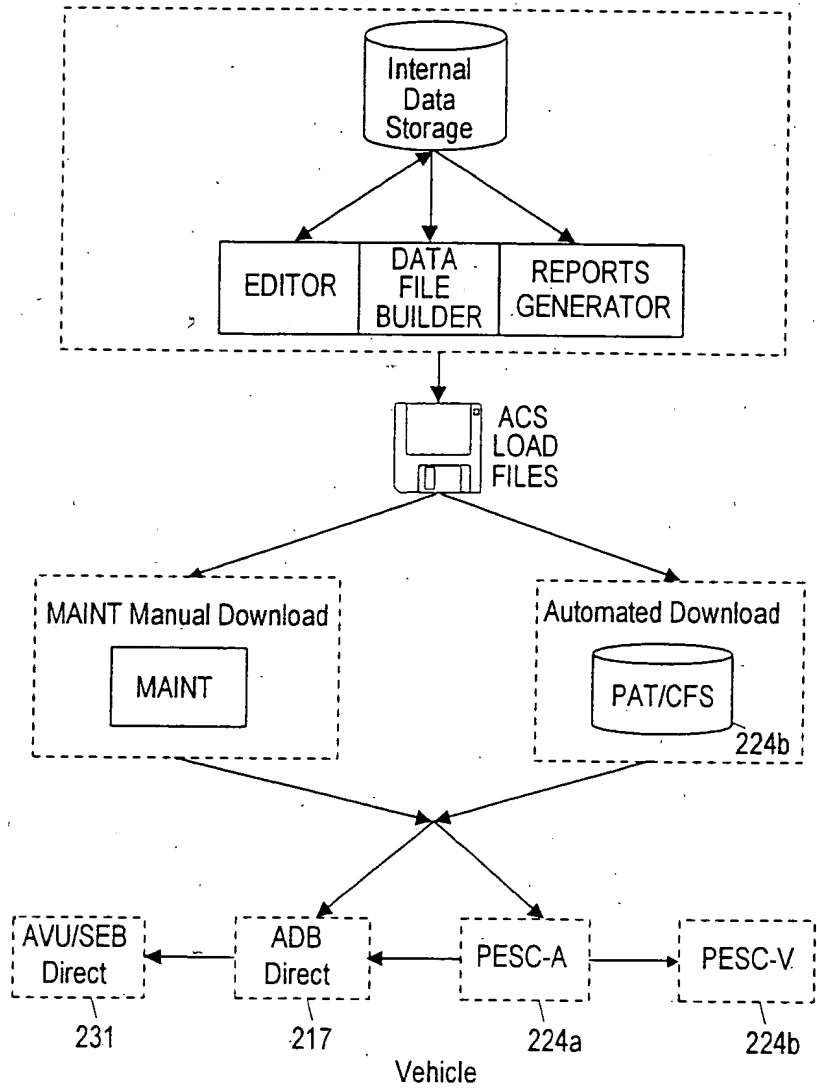 Internal
Data
Storage
EDITOR
DATA
FILE
BUILDER
REPORTS
GENERATOR
ACS
LOAD
FILES
MAINT Manual Download
MAINT
Automated Download
PAT/CFS
224b
AVU/SEB
Direct
ADB
Direct
PESC-A
PESC-V
231
217
224a
224b
Vehicle